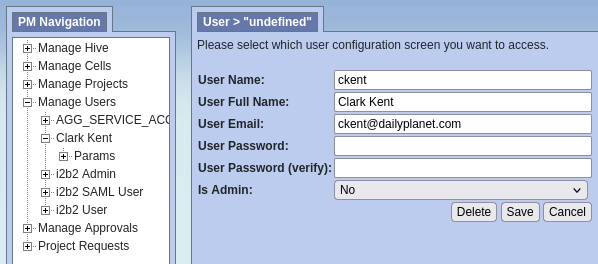 PM Navigation
Manage Hive
Manage Cells
Manage Projects
Manage Users
AGG_SERVICE_ACC
Clark Kent
Params
i2b2 Admin
i2b2 SAML User
i2b2 User
Manage Approvals
Project Requests
User > "undefined"
Please select which user configuration screen you want to access.
User Name: ckent
User Full Name: Clark Kent
User Email: ckent@dailyplanet.com
User Password:
User Password (verify):
Is Admin: No
Delete Save Cancel